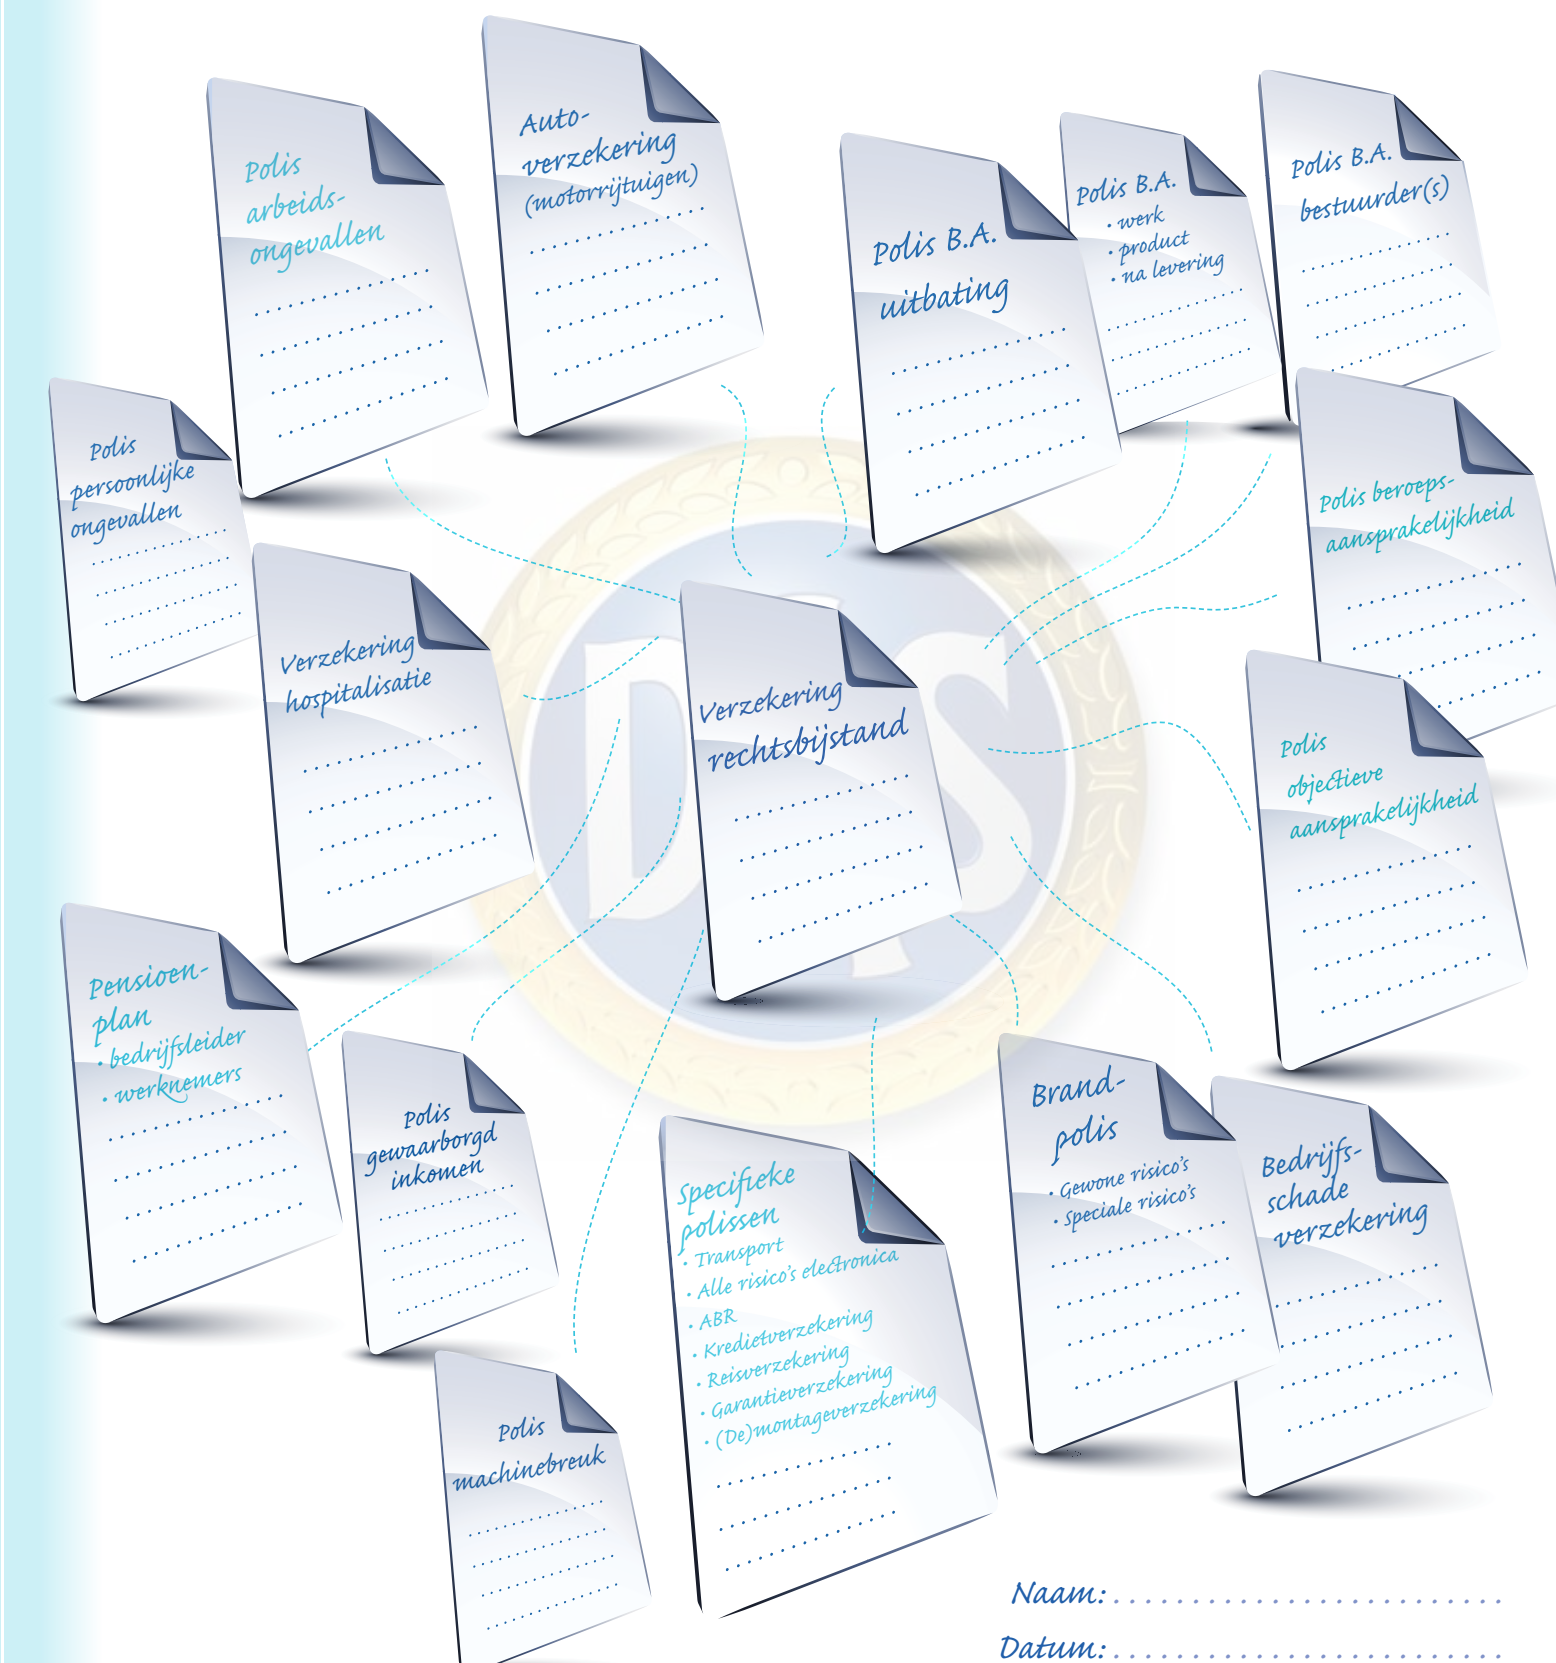 Polis
arbeids-
ongevallen
Auto-
verzekering
(motorrijtuigen)
Polis B.A.
uitbating
Polis B.A.
• werk
• product
• na levering
Polis B.A.
bestuurder(s)
Polis
persoonlijke
ongevallen
Verzekering
hospitalisatie
Verzekering
rechtsbijstand
Polis beroeps-
aansprakelijkheid
Polis
objectieve
aansprakelijkheid
Pensioen-
plan
• bedrijfsleider
• werknemers
Polis
gewaarborgd
inkomen
Specifieke
polissen
• Transport
• Alle risico's electronica
• ABR
• Kredietverzekering
• Reisverzekering
• Garantieverzekering
• (De)montageverzekering
Brand-
polis
• Gewone risico's
• Speciale risico's
Bedrijfs-
schade
verzekering
Polis
machinebreuk
Naam:
Datum: